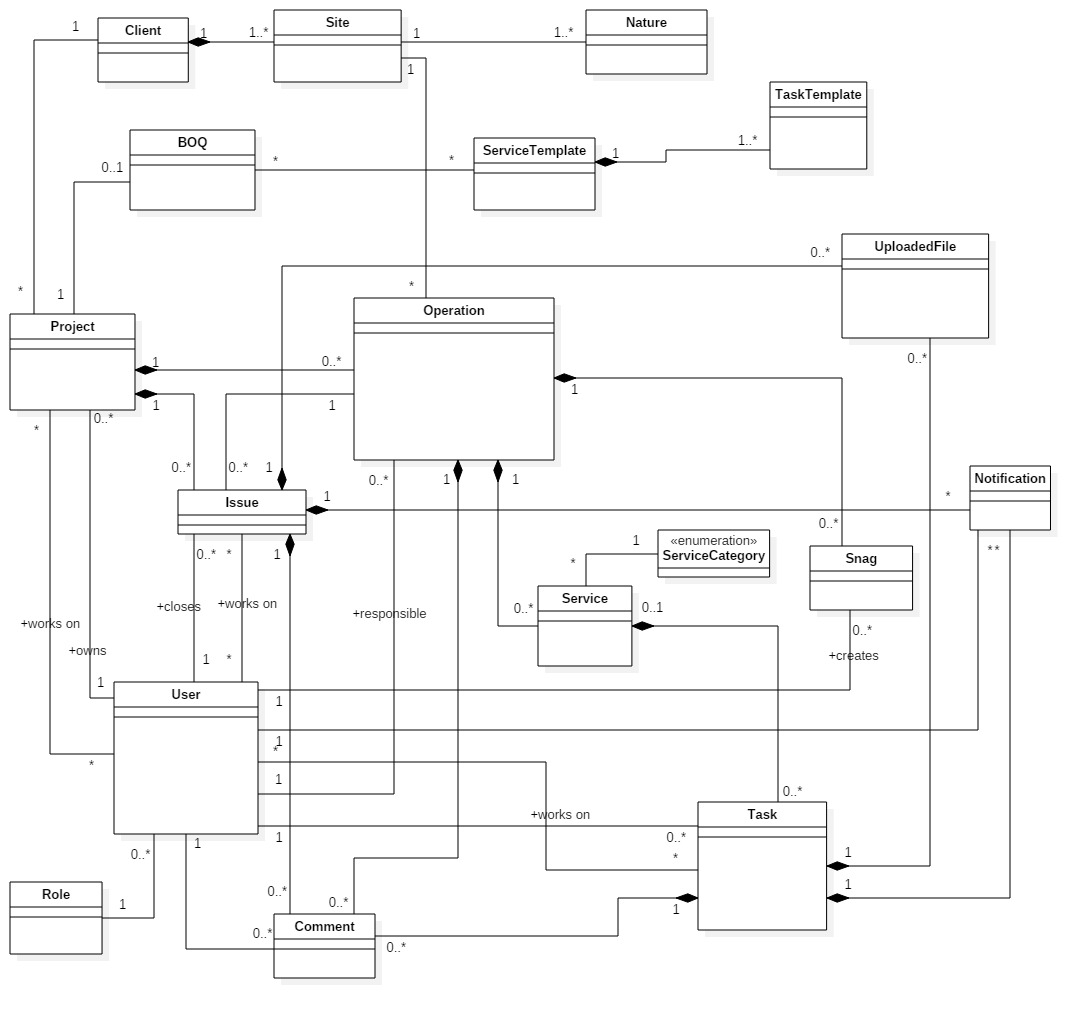 Client
Site
Nature
1
1
1..*
1
1..*
1
TaskTemplate
BOQ
ServiceTemplate
0..1
*
*
1
1..*
UploadedFile
0..*
*
1
*
Project
Operation
1
0..*
0..*
1
1
1
*
0..*
0..*
0..*
1
0..*
1
1
Issue
1
*
Notification
0..*
0..*
*
1
1
«enumeration»
ServiceCategory
*
**
Snag
Service
0..*
0..1
0..*
+works on
+owns
+closes
+works on
+responsible
+creates
1
*
1
User
1
1
*
*
1
1
+works on
0..*
Task
0..*
*
0..*
1
1
1
1
Role
1
0..*
0..*
0..*
Comment
0..*